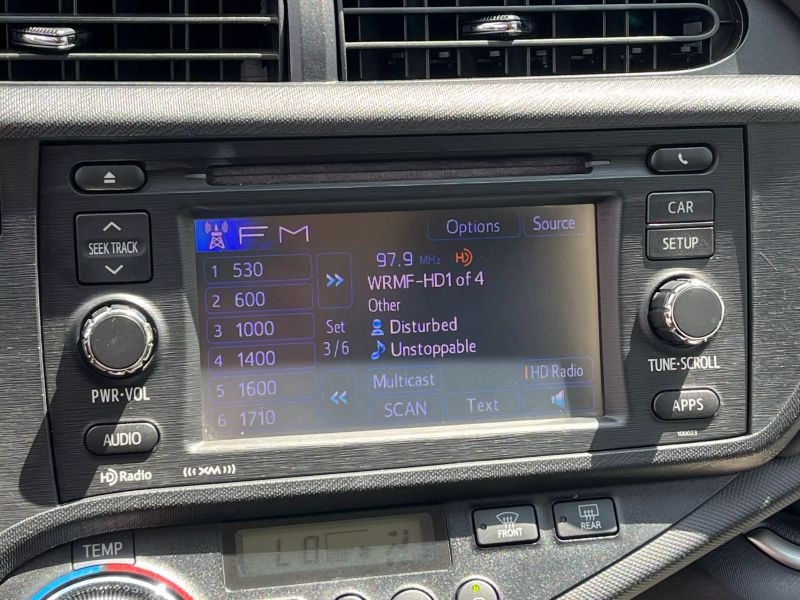 SEEK TRACK
PWR·VOL
AUDIO
HD Radio
((( XM )))
FM
Options
Source
1 530
2 600
3 1000
4 1400
5 1600
6 1710
Set
3/6
97.9 MHz HD
WRMF-HD1 of 4
Other
Disturbed
Unstoppable
Multicast
HD Radio
SCAN
Text
CAR
SETUP
TUNE·SCROLL
APPS
100023
TEMP
LO
FRONT
REAR